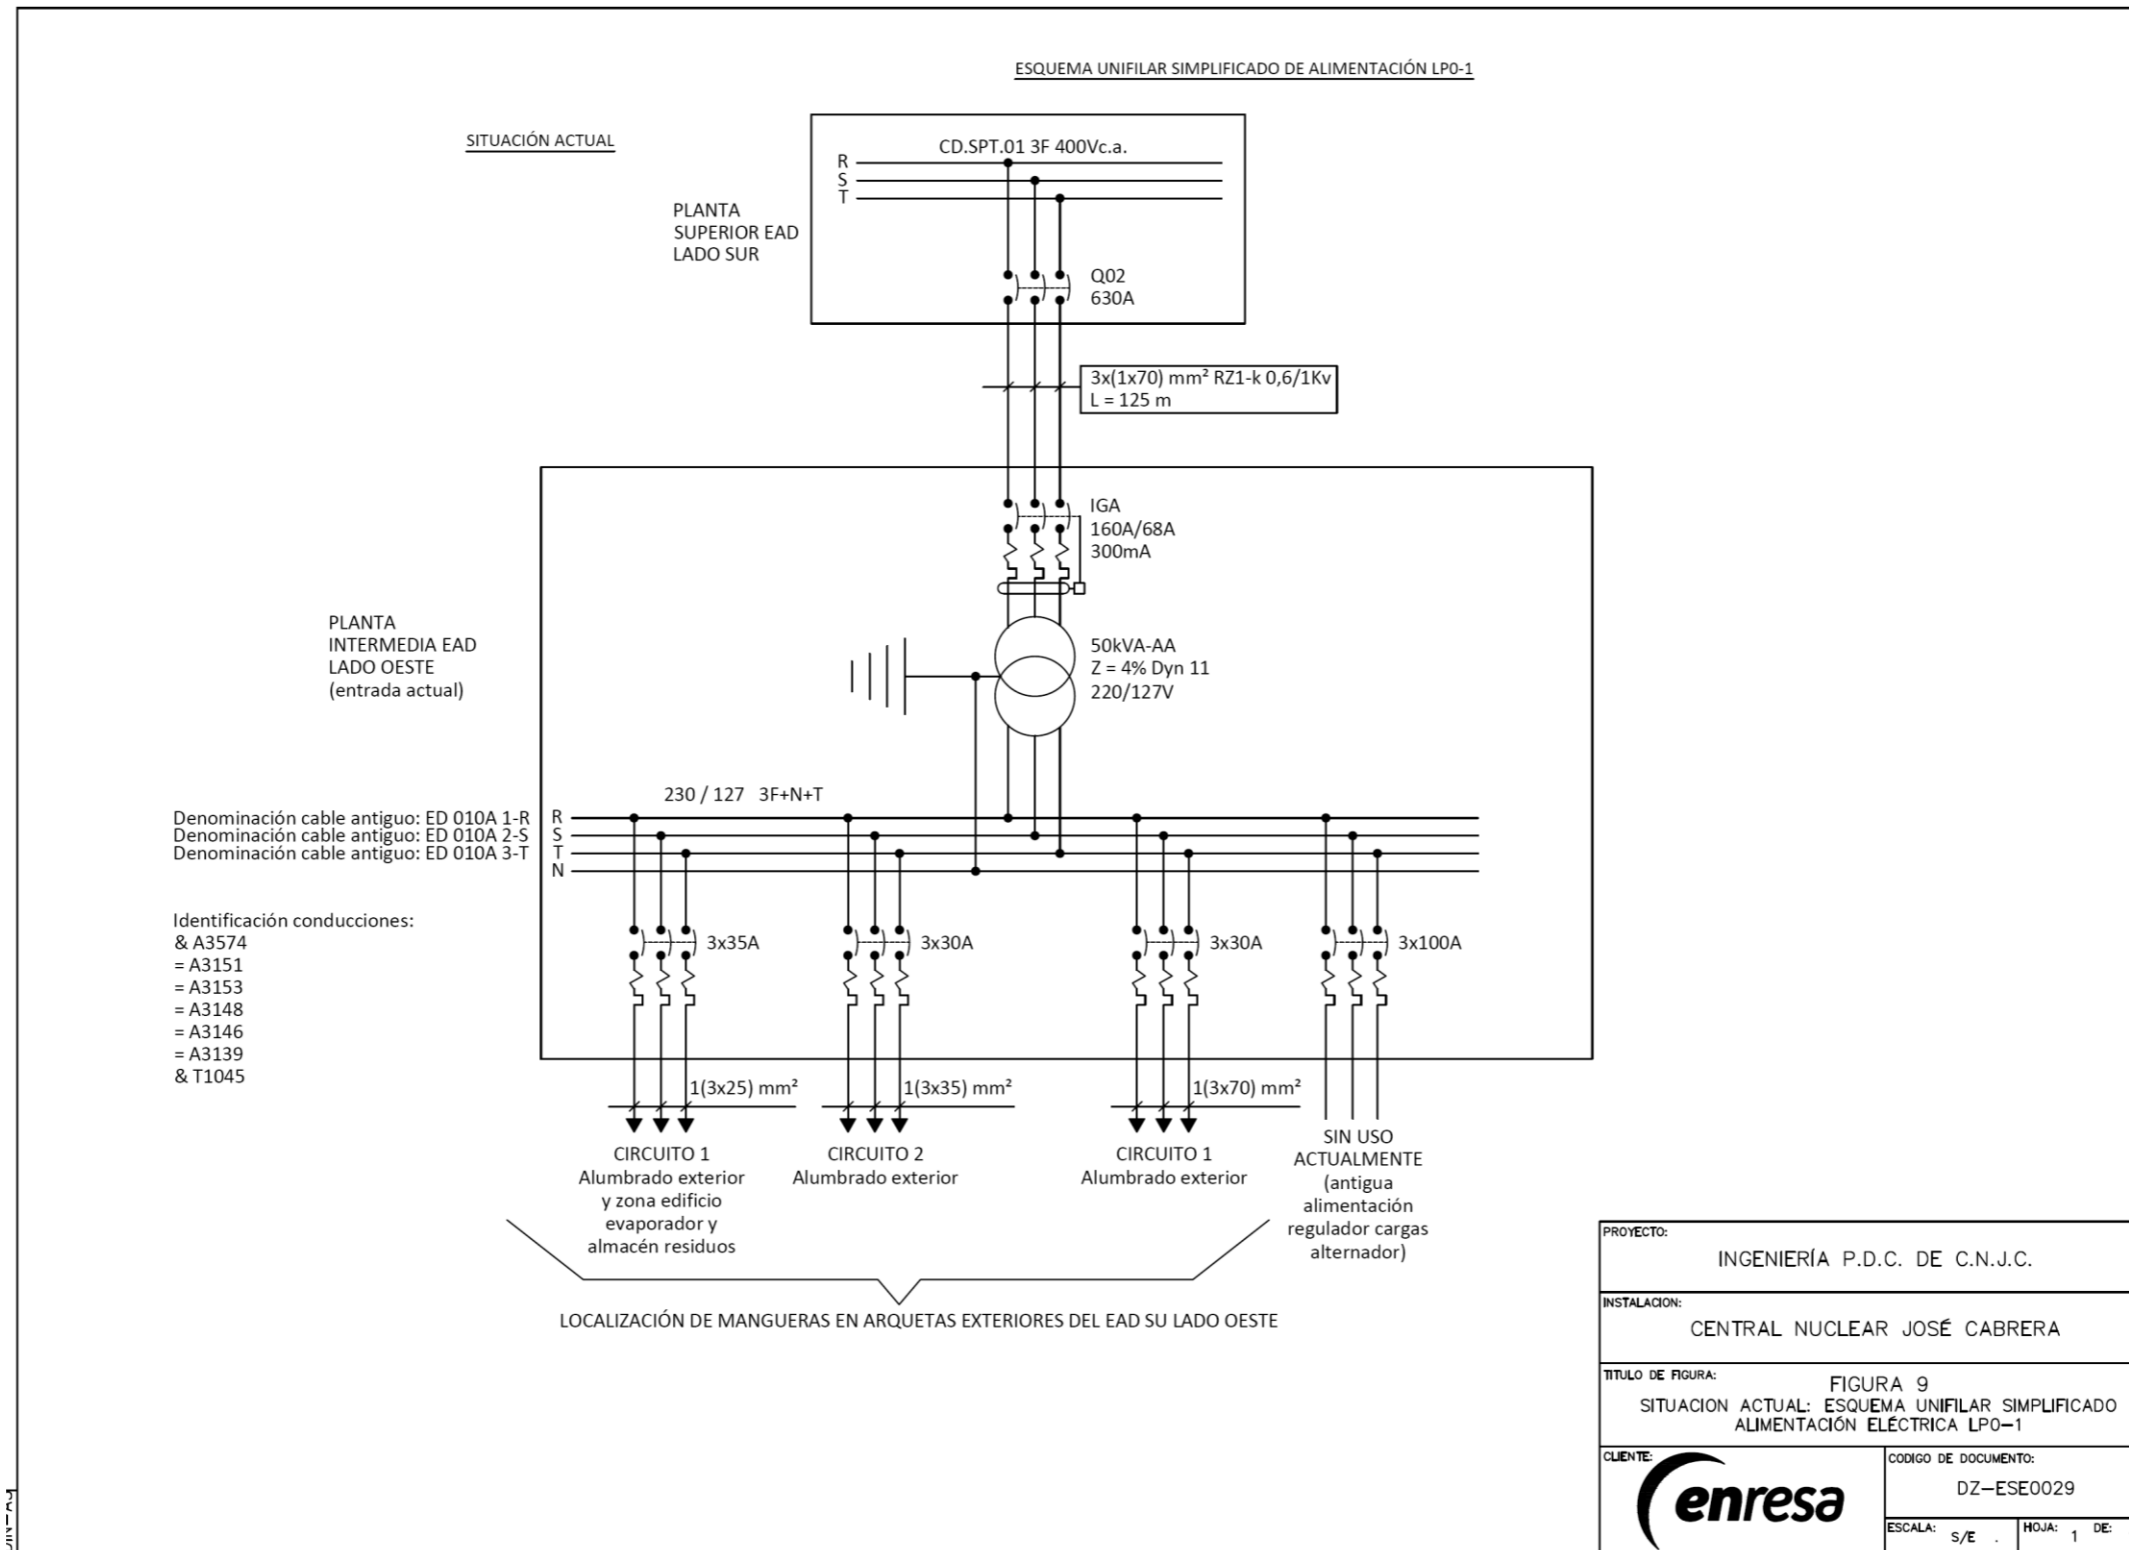 ESQUEMA UNIFILAR SIMPLIFICADO DE ALIMENTACIÓN LP0-1
SITUACIÓN ACTUAL
CD.SPT.01 3F 400Vc.a.
R
S
T
PLANTA
SUPERIOR EAD
LADO SUR
Q02
630A
3x(1x70) mm² RZ1-k 0,6/1Kv
L = 125 m
IGA
160A/68A
300mA
PLANTA
INTERMEDIA EAD
LADO OESTE
(entrada actual)
50kVA-AA
Z = 4% Dyn 11
220/127V
230 / 127 3F+N+T
Denominación cable antiguo: ED 010A 1-R
Denominación cable antiguo: ED 010A 2-S
Denominación cable antiguo: ED 010A 3-T
R
S
T
N
Identificación conducciones:
& A3574
= A3151
= A3153
= A3148
= A3146
= A3139
& T1045
3x35A
3x30A
3x30A
3x100A
1(3x25) mm²
1(3x35) mm²
1(3x70) mm²
CIRCUITO 1
Alumbrado exterior
y zona edificio
evaporador y
almacén residuos
CIRCUITO 2
Alumbrado exterior
CIRCUITO 1
Alumbrado exterior
SIN USO
ACTUALMENTE
(antigua
alimentación
regulador cargas
alternador)
LOCALIZACIÓN DE MANGUERAS EN ARQUETAS EXTERIORES DEL EAD SU LADO OESTE
PROYECTO:
INGENIERÍA P.D.C. DE C.N.J.C.
INSTALACION:
CENTRAL NUCLEAR JOSÉ CABRERA
TITULO DE FIGURA:
FIGURA 9
SITUACION ACTUAL: ESQUEMA UNIFILAR SIMPLIFICADO
ALIMENTACIÓN ELÉCTRICA LP0-1
CLIENTE:
enresa
CODIGO DE DOCUMENTO:
DZ-ESE0029
ESCALA: S/E .
HOJA: 1 DE: